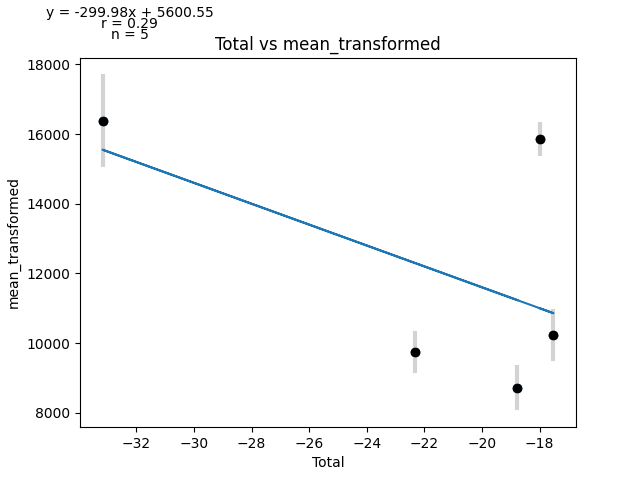 y = -299.98x + 5600.55
r = 0.29
n = 5
Total vs mean_transformed
18000
16000
14000
12000
10000
8000
mean_transformed
−32 −30 −28 −26 −24 −22 −20 −18
Total